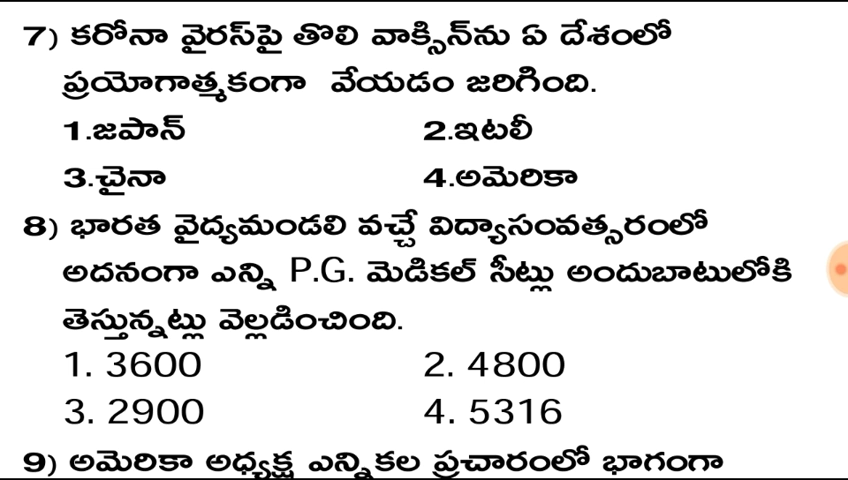 7) కరోనా వైరస్‌పై తొలి వాక్సిన్‌ను ఏ దేశంలో
ప్రయోగాత్మకంగా వేయడం జరిగింది.
1.జపాన్ 2.ఇటలీ
3.చైనా 4.అమెరికా
8) భారత వైద్యమండలి వచ్చే విద్యాసంవత్సరంలో
అదనంగా ఎన్ని P.G. మెడికల్ సీట్లు అందుబాటులోకి
తెస్తున్నట్లు వెల్లడించింది.
1. 3600 2. 4800
3. 2900 4. 5316
9) అమెరికా అధ్యక్ష ఎన్నికల ప్రచారంలో భాగంగా